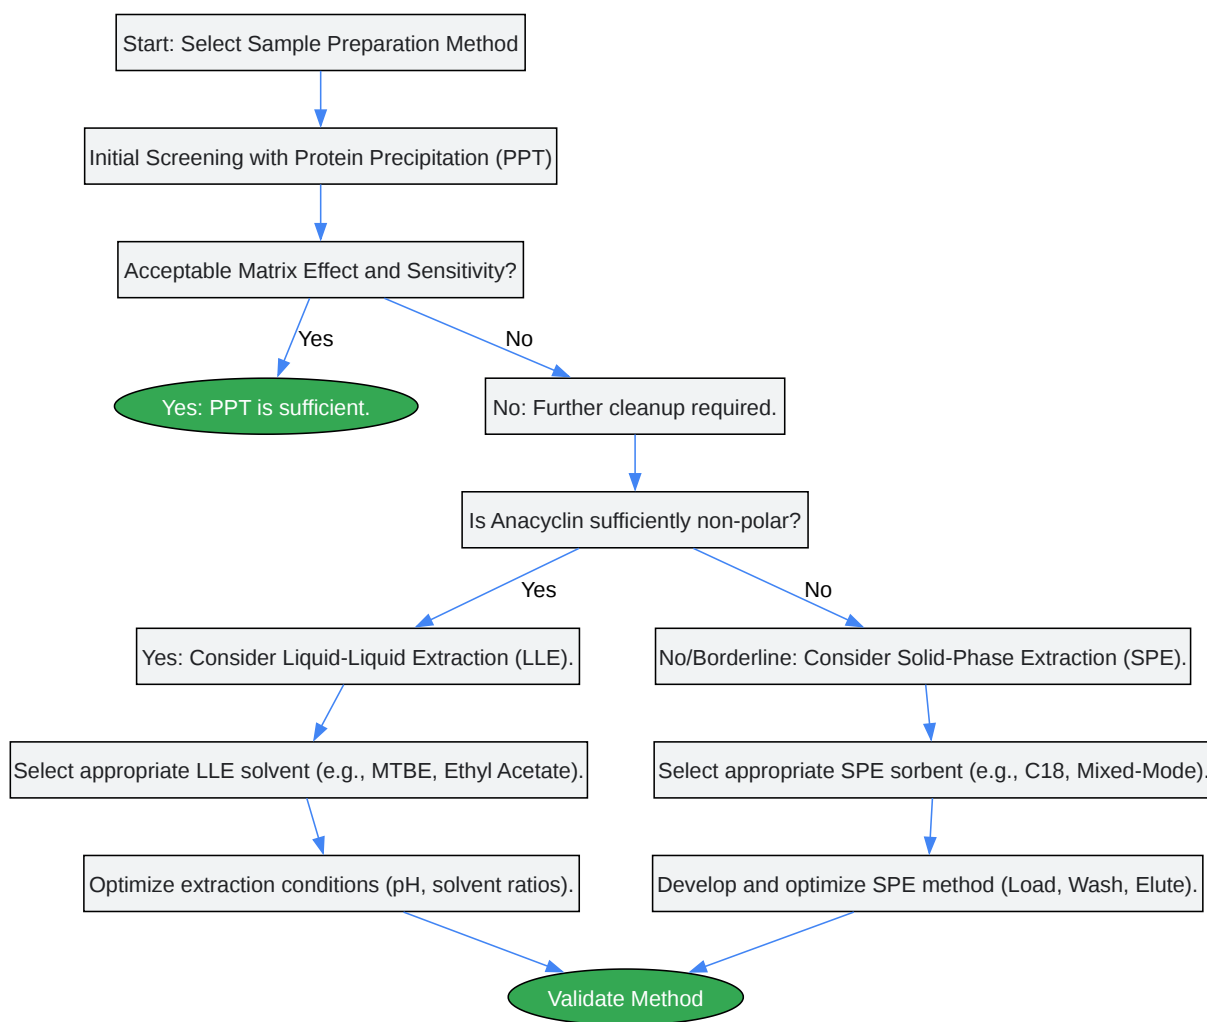 Start: Select Sample Preparation Method
Initial Screening with Protein Precipitation (PPT)
Acceptable Matrix Effect and Sensitivity?
Yes
No
Yes: PPT is sufficient.
No: Further cleanup required.
Is Anacyclin sufficiently non-polar?
Yes
No
Yes: Consider Liquid-Liquid Extraction (LLE).
No/Borderline: Consider Solid-Phase Extraction (SPE).
Select appropriate LLE solvent (e.g., MTBE, Ethyl Acetate).
Select appropriate SPE sorbent (e.g., C18, Mixed-Mode).
Optimize extraction conditions (pH, solvent ratios).
Develop and optimize SPE method (Load, Wash, Elute).
Validate Method